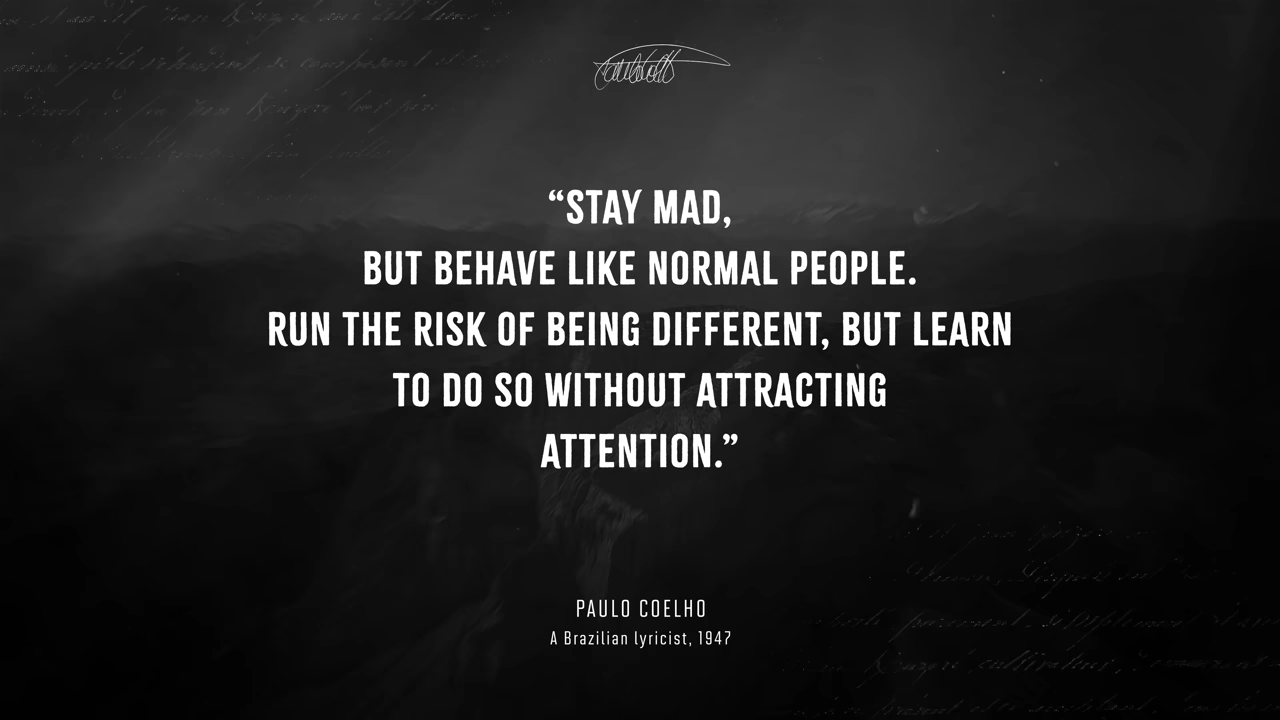 “STAY MAD,
BUT BEHAVE LIKE NORMAL PEOPLE.
RUN THE RISK OF BEING DIFFERENT, BUT LEARN
TO DO SO WITHOUT ATTRACTING
ATTENTION.”
PAULO COELHO
A Brazilian lyricist, 1947